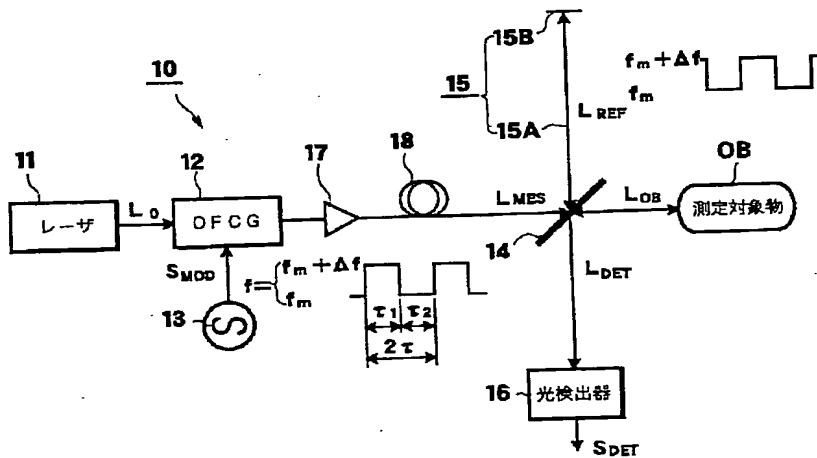 10
11
レーザ
L0
12
OFCG
SMOD
13
S
f=
fm+Δf
fm
τ1
τ2
2τ
17
18
LMES
14
15
15B
15A
LREF
fm+Δf
fm
OB
LOB
測定対象物
LDET
16
光検出器
SDET